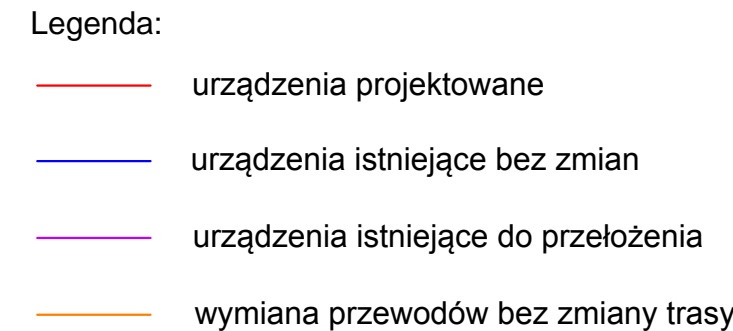 Legenda:
urządzenia projektowane
urządzenia istniejące bez zmian
urządzenia istniejące do przełożenia
wymiana przewodów bez zmiany trasy